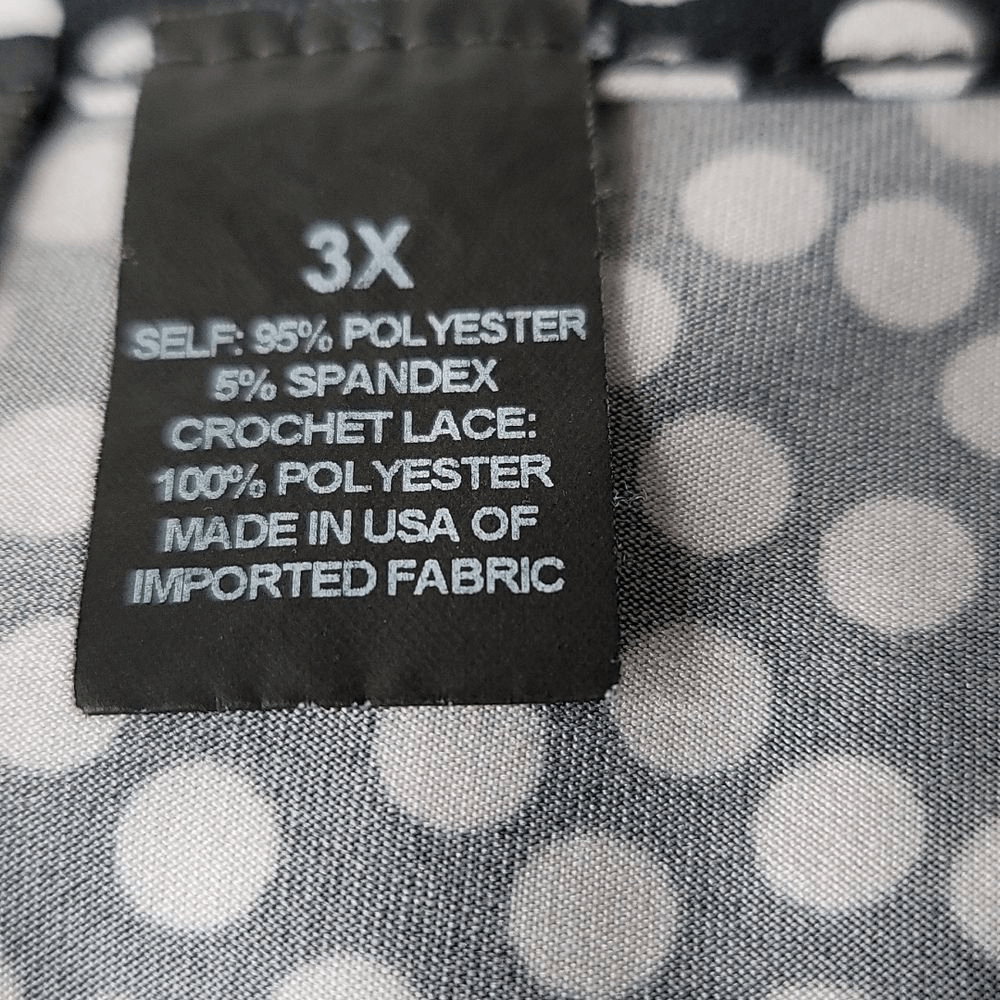 3X
SELF: 95% POLYESTER
5% SPANDEX
CROCHET LACE:
100% POLYESTER
MADE IN USA OF
IMPORTED FABRIC